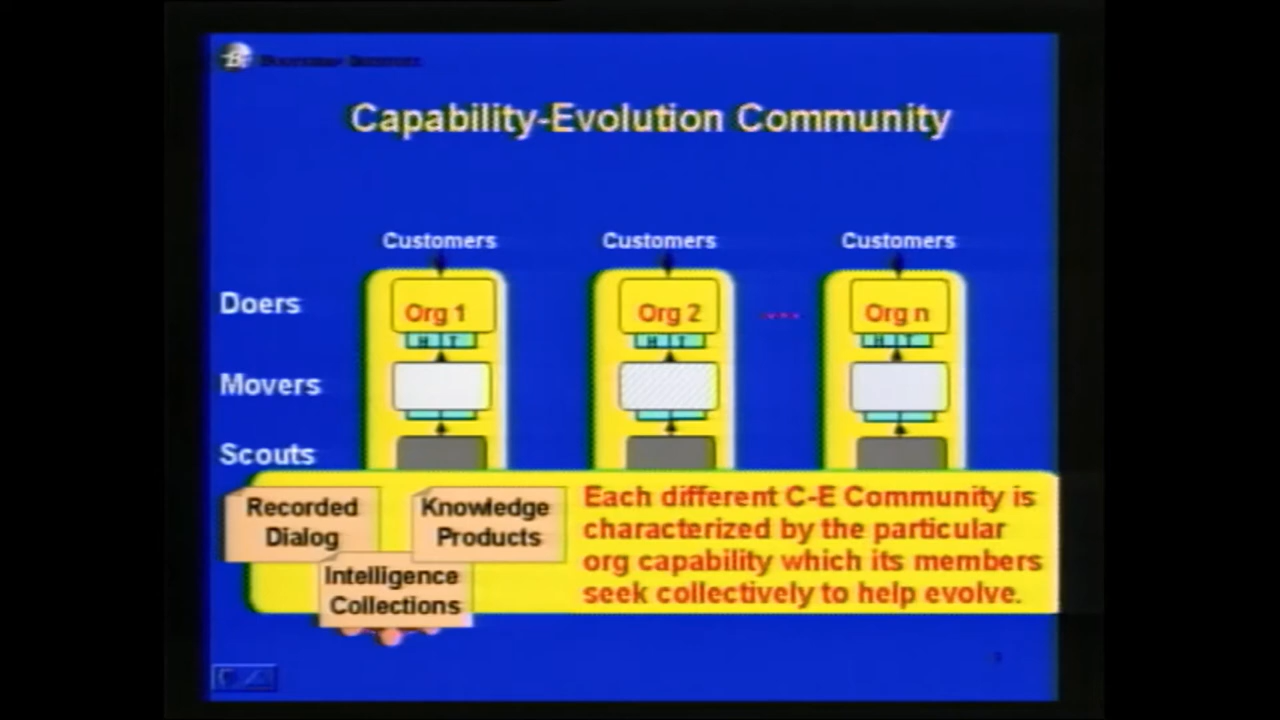 Capability-Evolution Community
Customers Customers Customers
Doers
Org 1 Org 2 Org n
H T H T H T
Movers
Scouts
Recorded
Dialog
Knowledge
Products
Intelligence
Collections
Each different C-E Community is
characterized by the particular
org capability which its members
seek collectively to help evolve.